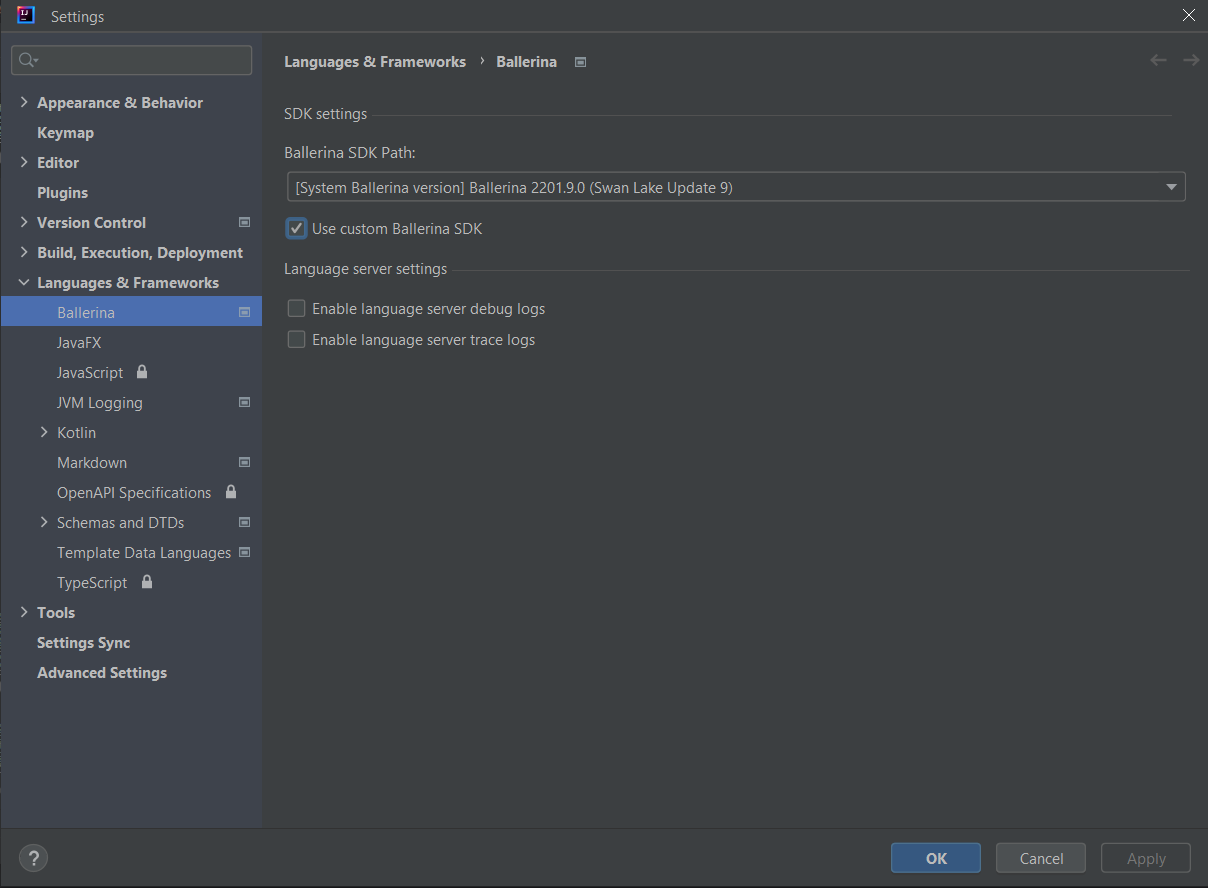 Settings
Appearance & Behavior
Keymap
Editor
Plugins
Version Control
Build, Execution, Deployment
Languages & Frameworks
Ballerina
JavaFX
JavaScript
JVM Logging
Kotlin
Markdown
OpenAPI Specifications
Schemas and DTDs
Template Data Languages
TypeScript
Tools
Settings Sync
Advanced Settings
Languages & Frameworks › Ballerina
SDK settings
Ballerina SDK Path:
[System Ballerina version] Ballerina 2201.9.0 (Swan Lake Update 9)
Use custom Ballerina SDK
Language server settings
Enable language server debug logs
Enable language server trace logs
?
OK Cancel Apply